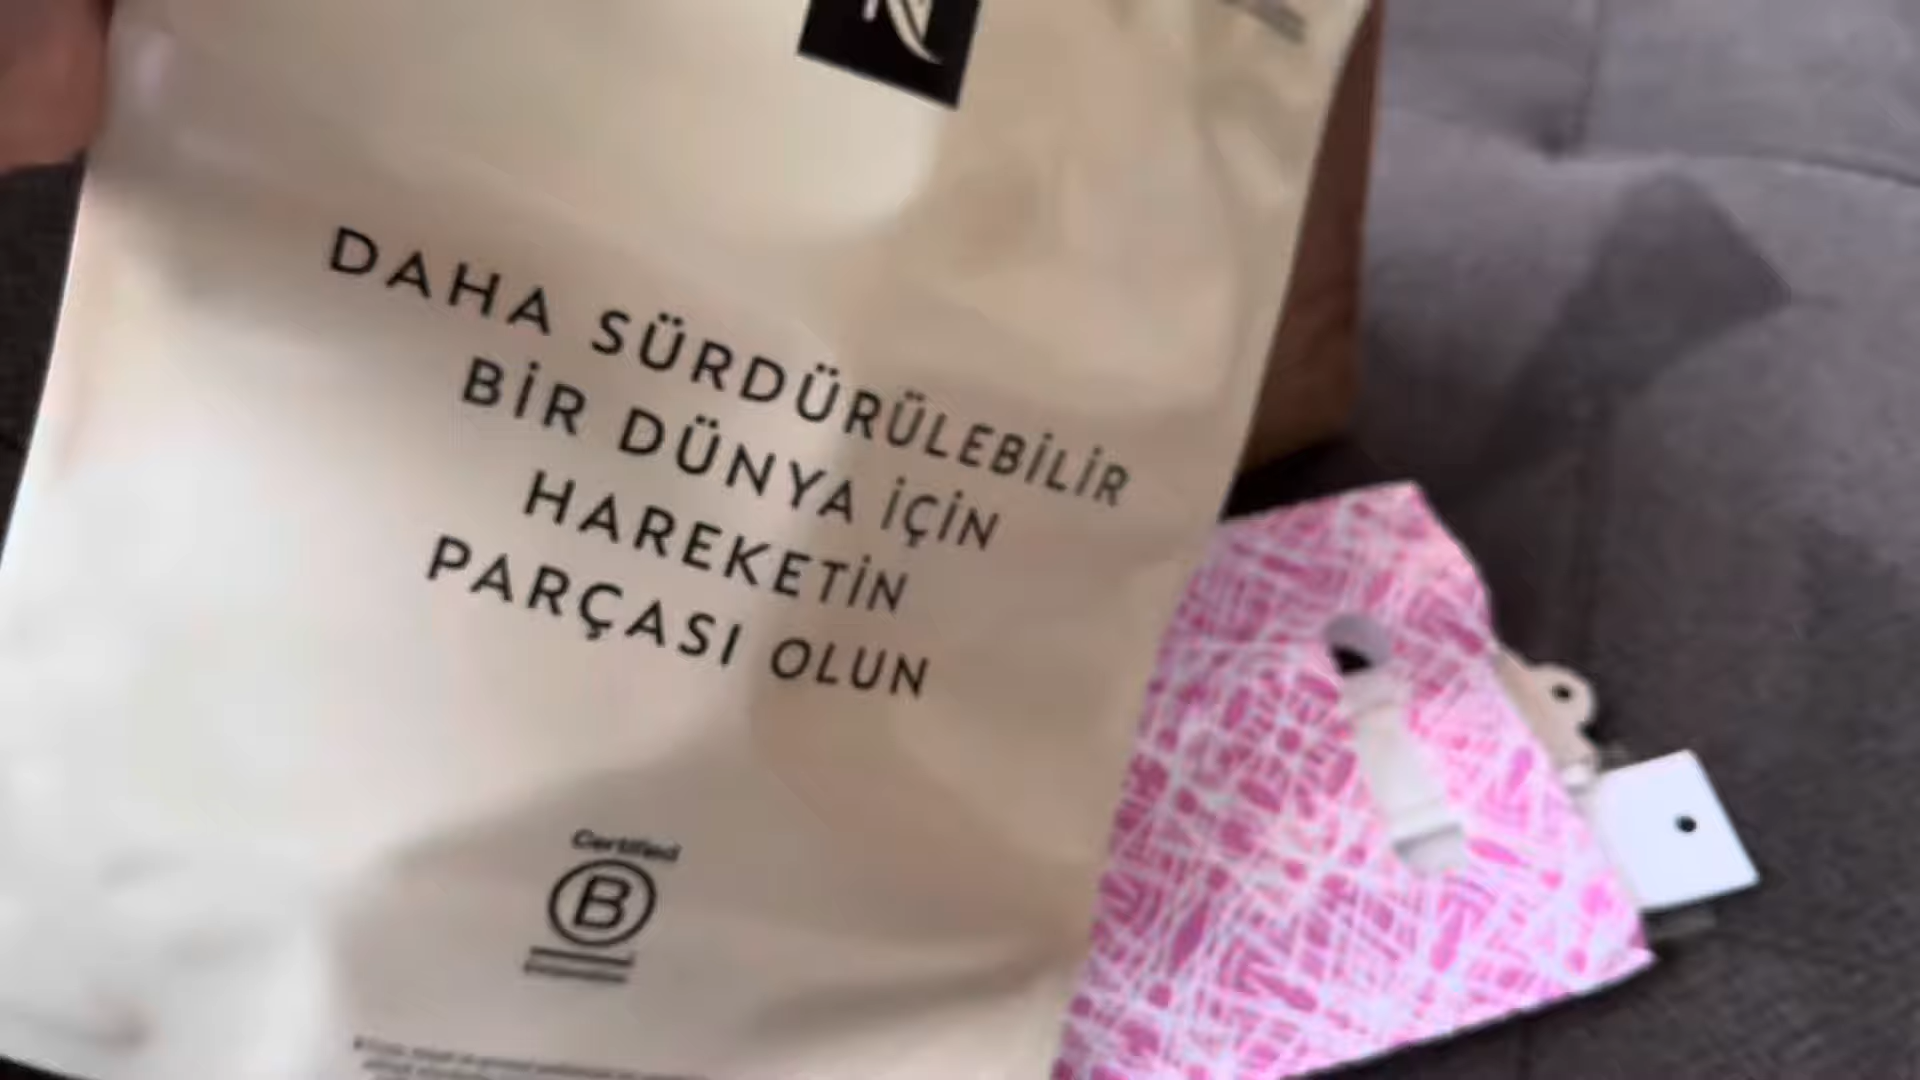 DAHA SÜRDÜRÜLEBİLİR
BİR DÜNYA İÇİN
HAREKETİN
PARÇASI OLUN
Certified
B